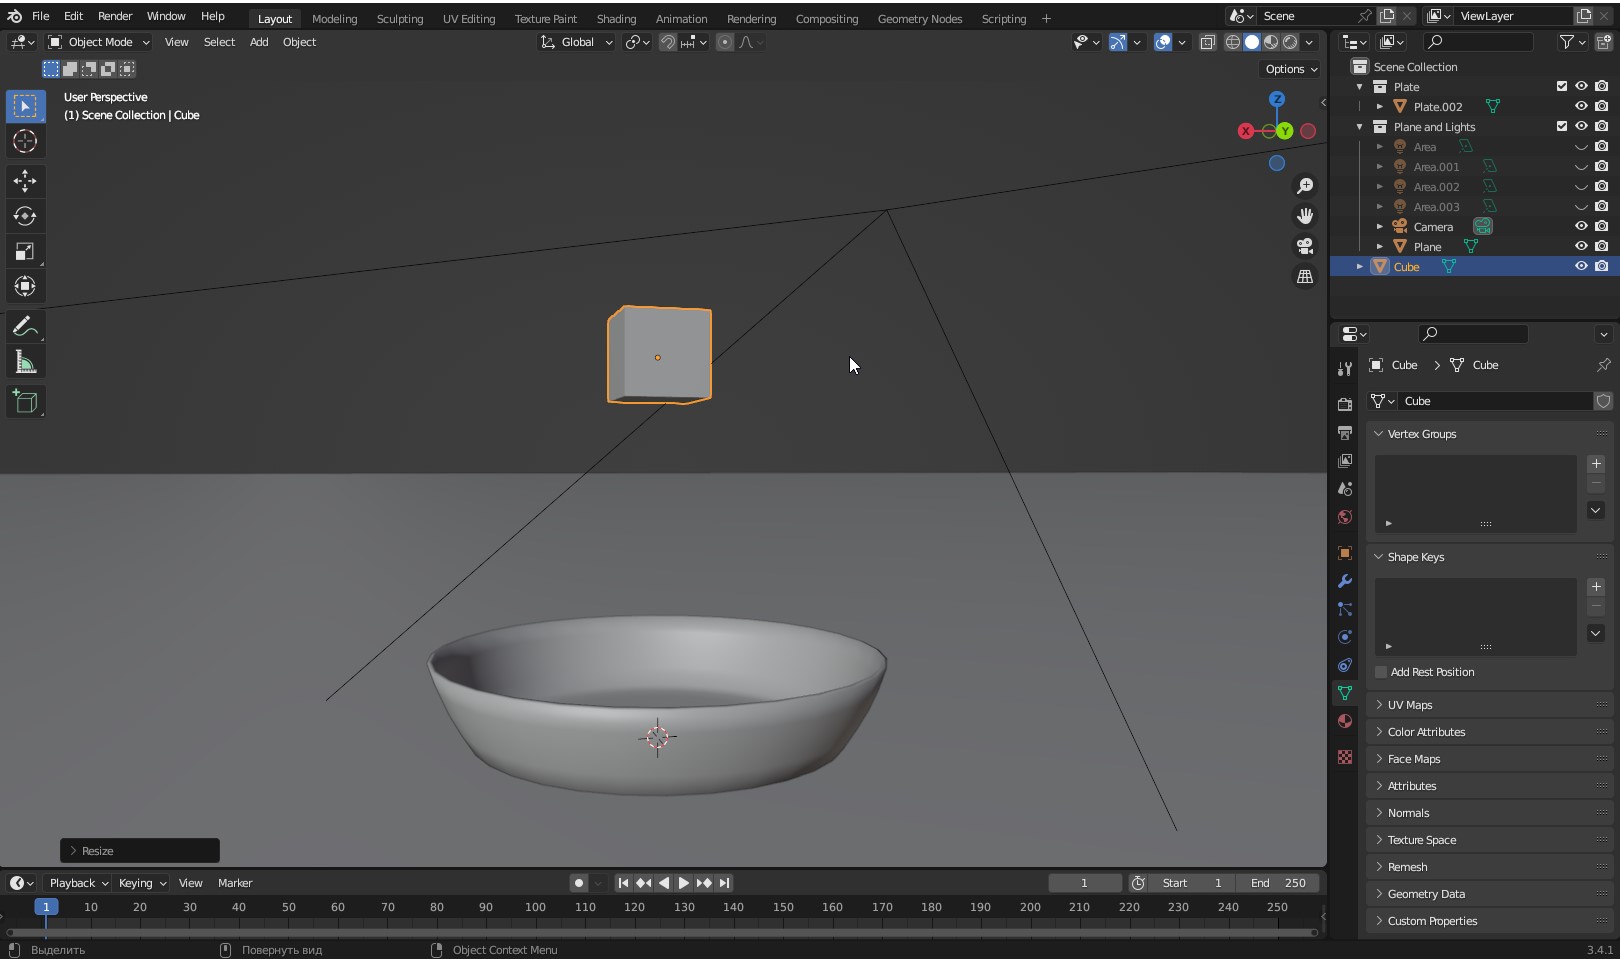 File Edit Render Window Help Layout Modeling Sculpting UV Editing Texture Paint Shading Animation Rendering Compositing Geometry Nodes Scripting + Scene ViewLayer
Object Mode View Select Add Object Global
Options
User Perspective
(1) Scene Collection | Cube
Z
X Y
Resize
Scene Collection
Plate
Plate.002
Plane and Lights
Area
Area.001
Area.002
Area.003
Camera
Plane
Cube
Cube > Cube
Cube
Vertex Groups
Shape Keys
Add Rest Position
UV Maps
Color Attributes
Face Maps
Attributes
Normals
Texture Space
Remesh
Geometry Data
Custom Properties
Playback Keying View Marker 1 Start 1 End 250
1 10 20 30 40 50 60 70 80 90 100 110 120 130 140 150 160 170 180 190 200 210 220 230 240 250
Выделить Повернуть вид Object Context Menu 3.4.1